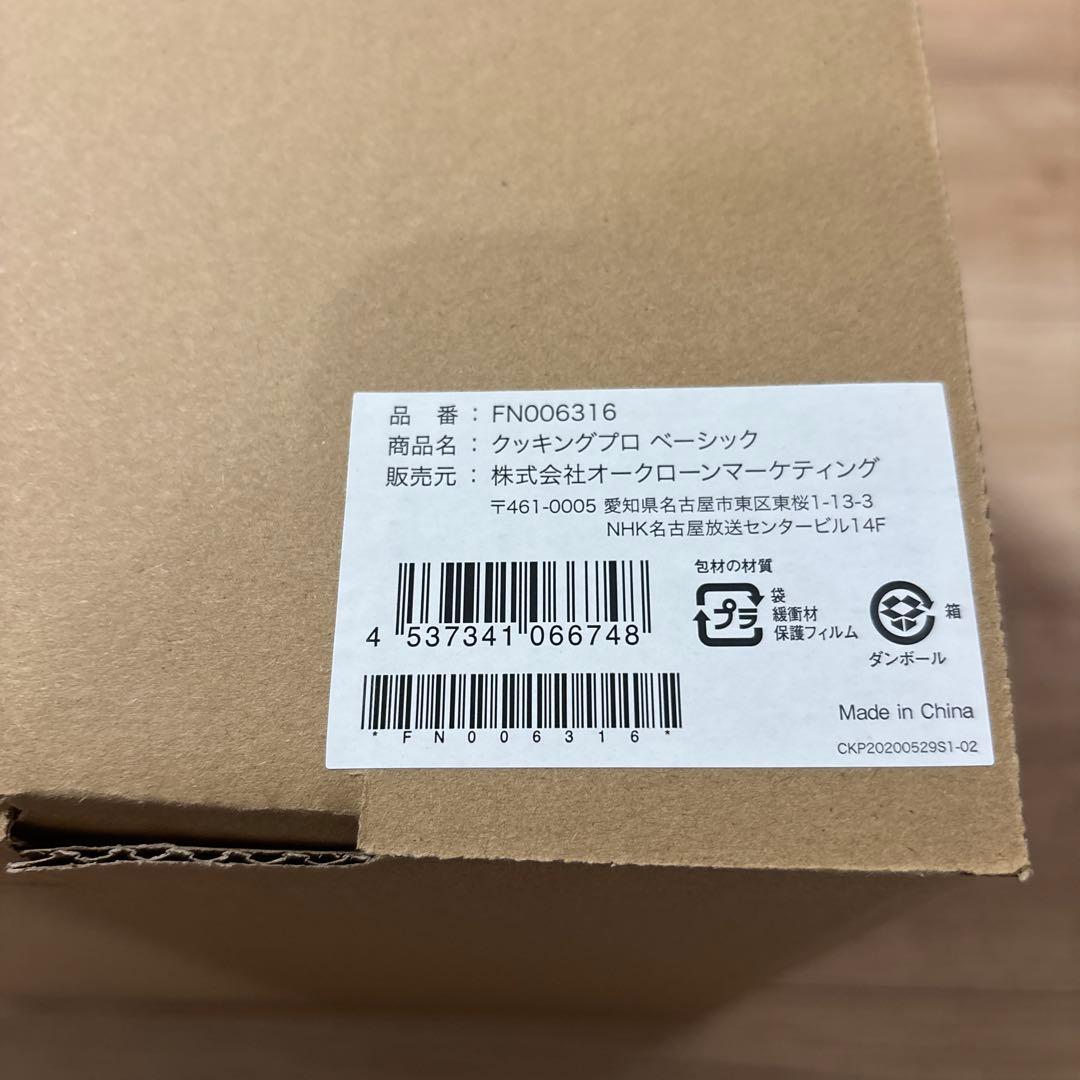 品 番 : FN006316
商品名 : クッキングプロ ベーシック
販売元 : 株式会社オークローンマーケティング
〒461-0005 愛知県名古屋市東区東桜1-13-3
NHK名古屋放送センタービル14F
4 537341 066748
*FN006316*
包材の材質
プラ
袋
緩衝材
保護フィルム
箱
ダンボール
Made in China
CKP20200529S1-02